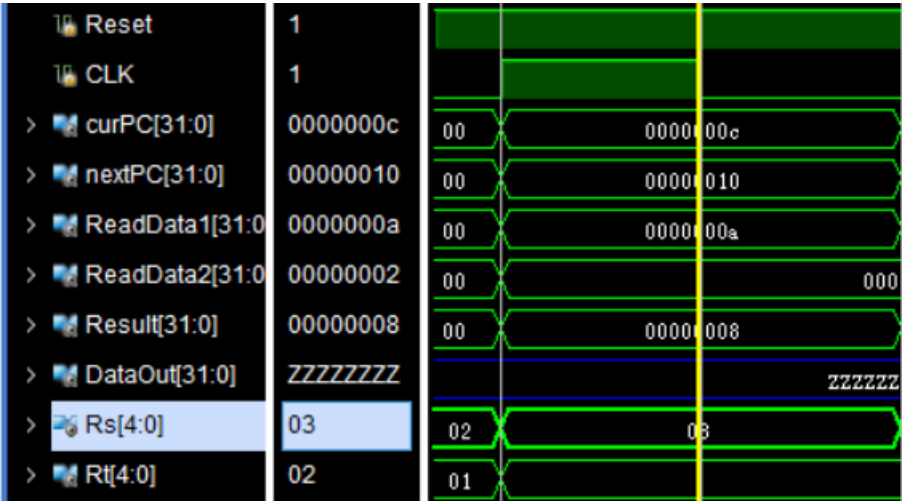 Reset 1
CLK 1
curPC[31:0] 0000000c 00 0000000c
nextPC[31:0] 00000010 00 00000010
ReadData1[31:0 0000000a 00 0000000a
ReadData2[31:0 00000002 00 000
Result[31:0] 00000008 00 00000008
DataOut[31:0] ZZZZZZZZ ZZZZZZ
Rs[4:0] 03 02 03
Rt[4:0] 02 01